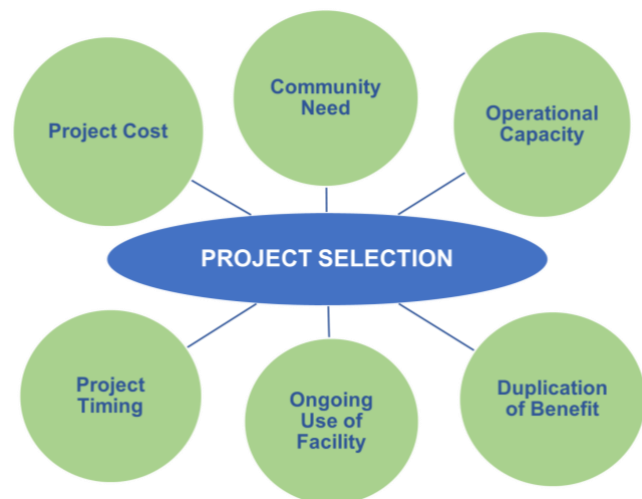 Project Cost
Community
Need
Operational
Capacity
PROJECT SELECTION
Project
Timing
Ongoing
Use of
Facility
Duplication
of Benefit